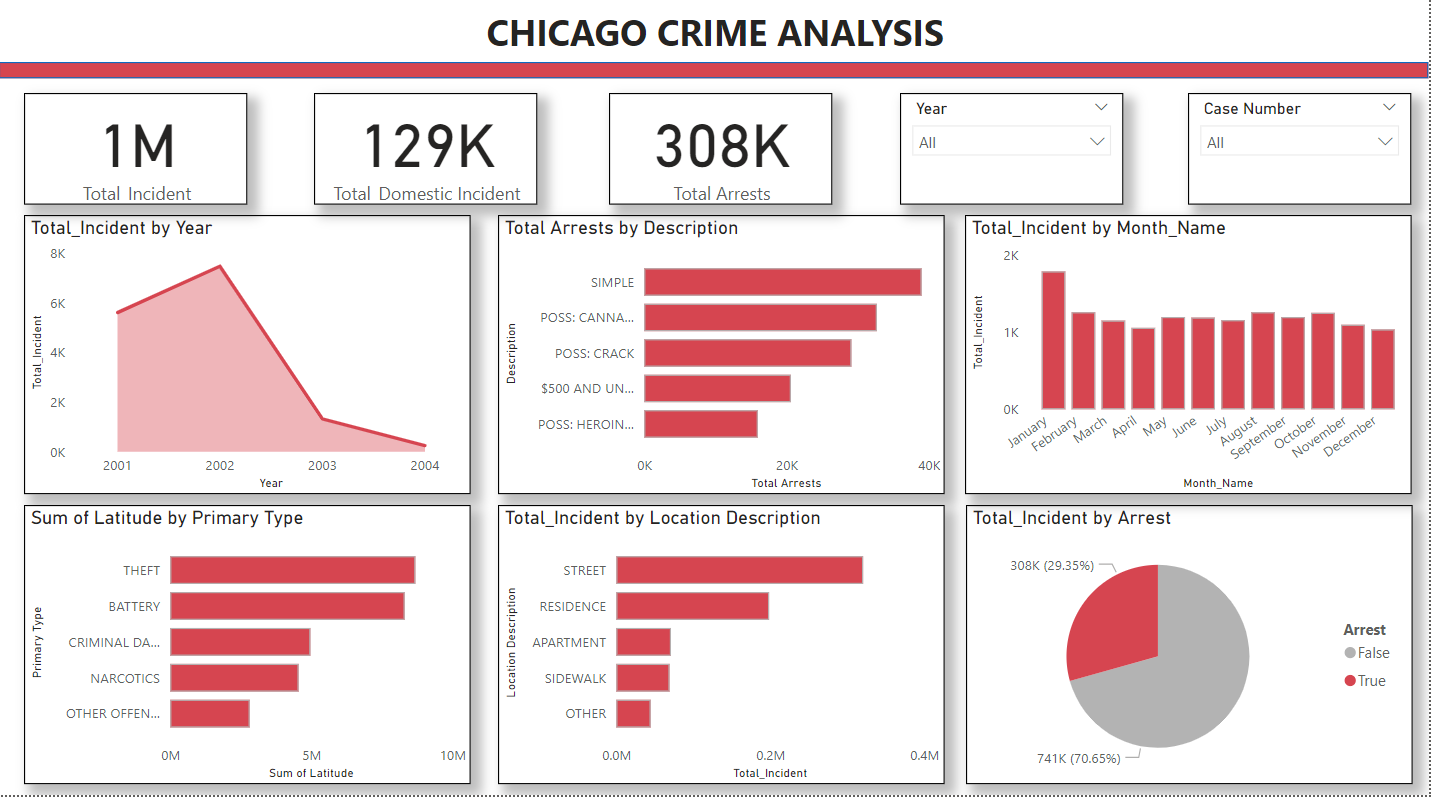 CHICAGO CRIME ANALYSIS
1M
Total Incident
129K
Total Domestic Incident
308K
Total Arrests
Year
All
Case Number
All
Total_Incident by Year
Total_Incident
8K
6K
4K
2K
0K
2001 2002 2003 2004
Year
Total Arrests by Description
Description
SIMPLE
POSS: CANNA...
POSS: CRACK
$500 AND UN...
POSS: HEROIN...
0K 20K 40K
Total Arrests
Total_Incident by Month_Name
Total_Incident
2K
1K
0K
January February March April May June July August September October November December
Month_Name
Sum of Latitude by Primary Type
Primary Type
THEFT
BATTERY
CRIMINAL DA...
NARCOTICS
OTHER OFFEN...
0M 5M 10M
Sum of Latitude
Total_Incident by Location Description
Location Description
STREET
RESIDENCE
APARTMENT
SIDEWALK
OTHER
0.0M 0.2M 0.4M
Total_Incident
Total_Incident by Arrest
308K (29.35%)
741K (70.65%)
Arrest
False
True